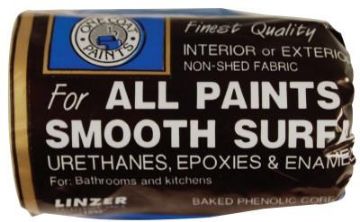 ONE COAT
PAINTS
Finest Quality
INTERIOR or EXTERIO
NON-SHED FABRIC
For ALL PAINTS
SMOOTH SURF
URETHANES, EPOXIES & ENAME
For: Bathrooms and kitchens
LINZER
BAKED PHENOLIC CORE